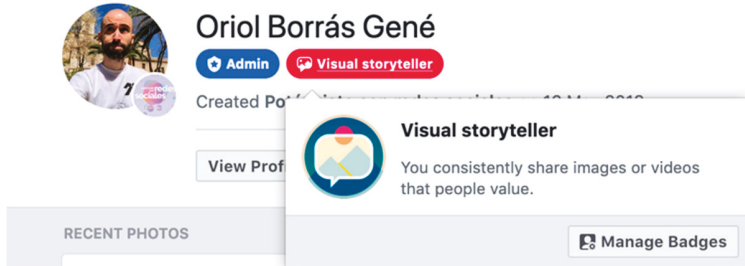 Oriol Borrás Gené
Admin
Visual storyteller
Created
Visual storyteller
You consistently share images or videos
that people value.
View Prof
RECENT PHOTOS
Manage Badges